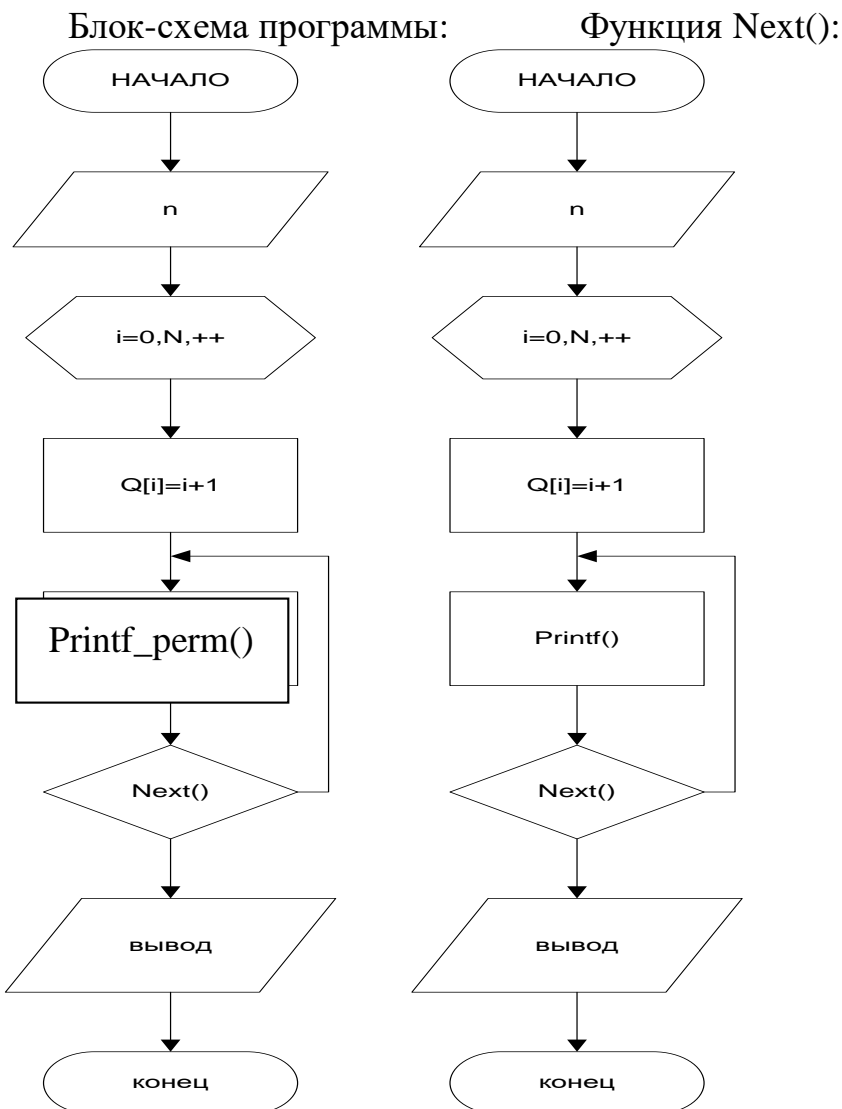 Блок-схема программы:
Функция Next():
НАЧАЛО
n
i=0,N,++
Q[i]=i+1
Printf_perm()
Next()
вывод
конец
НАЧАЛО
n
i=0,N,++
Q[i]=i+1
Printf()
Next()
вывод
конец